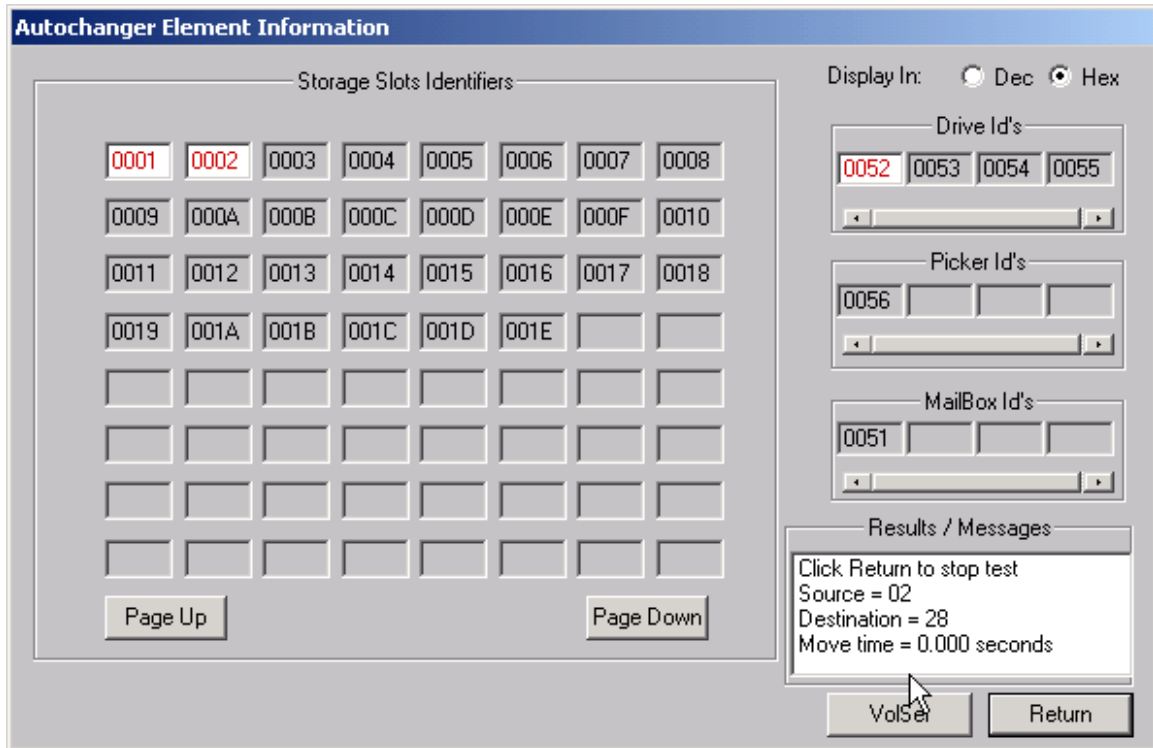 Autochanger Element Information
Storage Slots Identifiers
0001 0002 0003 0004 0005 0006 0007 0008
0009 000A 000B 000C 000D 000E 000F 0010
0011 0012 0013 0014 0015 0016 0017 0018
0019 001A 001B 001C 001D 001E
Page Up Page Down
Display In: Dec Hex
Drive Id's
0052 0053 0054 0055
Picker Id's
0056
MailBox Id's
0051
Results / Messages
Click Return to stop test
Source = 02
Destination = 28
Move time = 0.000 seconds
VolSer Return